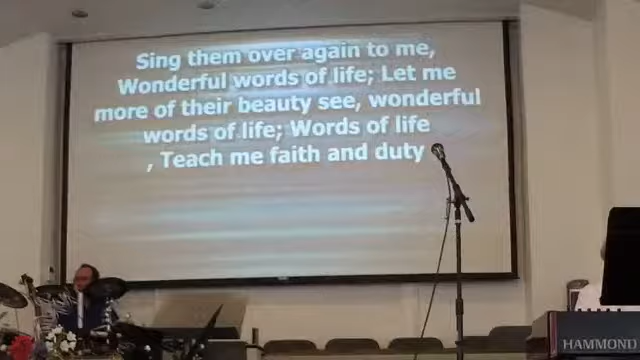 Sing them over again to me,
Wonderful words of life; Let me
more of their beauty see, wonderful
words of life; Words of life
, Teach me faith and duty
HAMMOND